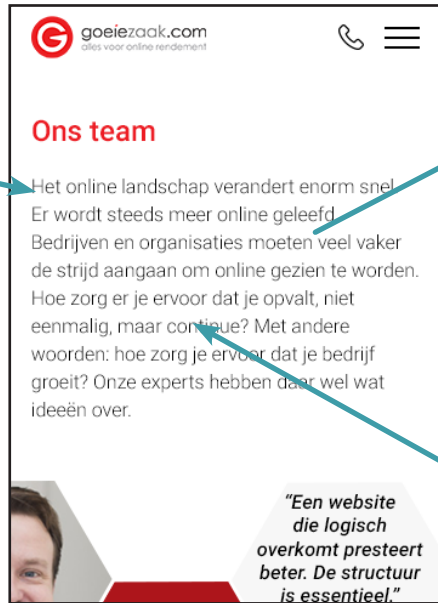 goeiezaak.com
alles voor online rendement
Ons team
Het online landschap verandert enorm snel.
Er wordt steeds meer online geleefd.
Bedrijven en organisaties moeten veel vaker
de strijd aangaan om online gezien te worden.
Hoe zorg er je ervoor dat je opvalt, niet
eenmalig, maar continue? Met andere
woorden: hoe zorg je ervoor dat je bedrijf
groeit? Onze experts hebben daar wel wat
ideeën over.
“Een website
die logisch
overkomt presteert
beter. De structuur
is essentieel.”